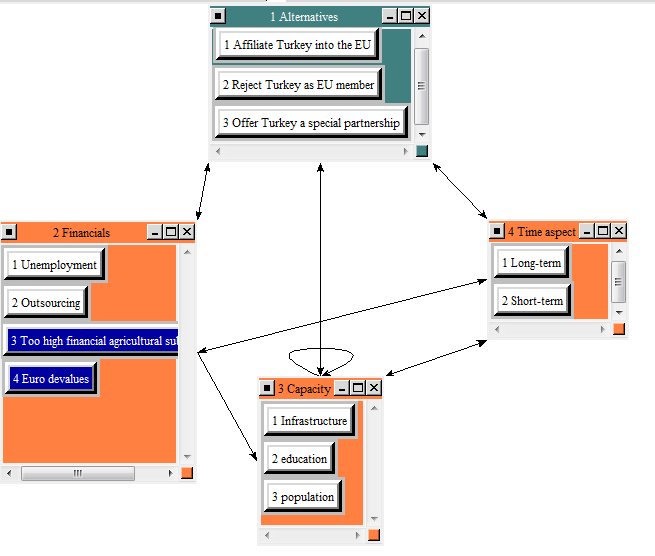 1 Alternatives
1 Affiliate Turkey into the EU
2 Reject Turkey as EU member
3 Offer Turkey a special partnership
2 Financials
1 Unemployment
2 Outsourcing
3 Too high financial agricultural sul
4 Euro devalues
4 Time aspect
1 Long-term
2 Short-term
3 Capacity
1 Infrastructure
2 education
3 population